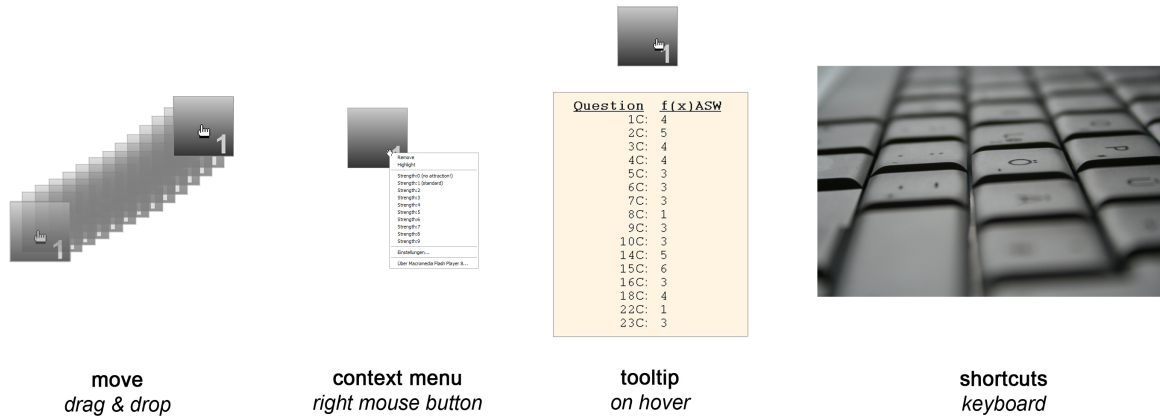 1
1
1
1
Remove
Highlight
Strength:0 (no attraction!)
Strength:1 (standard)
Strength:2
Strength:3
Strength:4
Strength:5
Strength:6
Strength:7
Strength:8
Strength:9
Einstellungen...
Über Macromedia Flash Player 8...
Question f(x)ASW
1C: 4
2C: 5
3C: 4
4C: 4
5C: 3
6C: 3
7C: 3
8C: 1
9C: 3
10C: 3
14C: 5
15C: 6
16C: 3
18C: 4
22C: 1
23C: 3
Ö
move
drag & drop
context menu
right mouse button
tooltip
on hover
shortcuts
keyboard